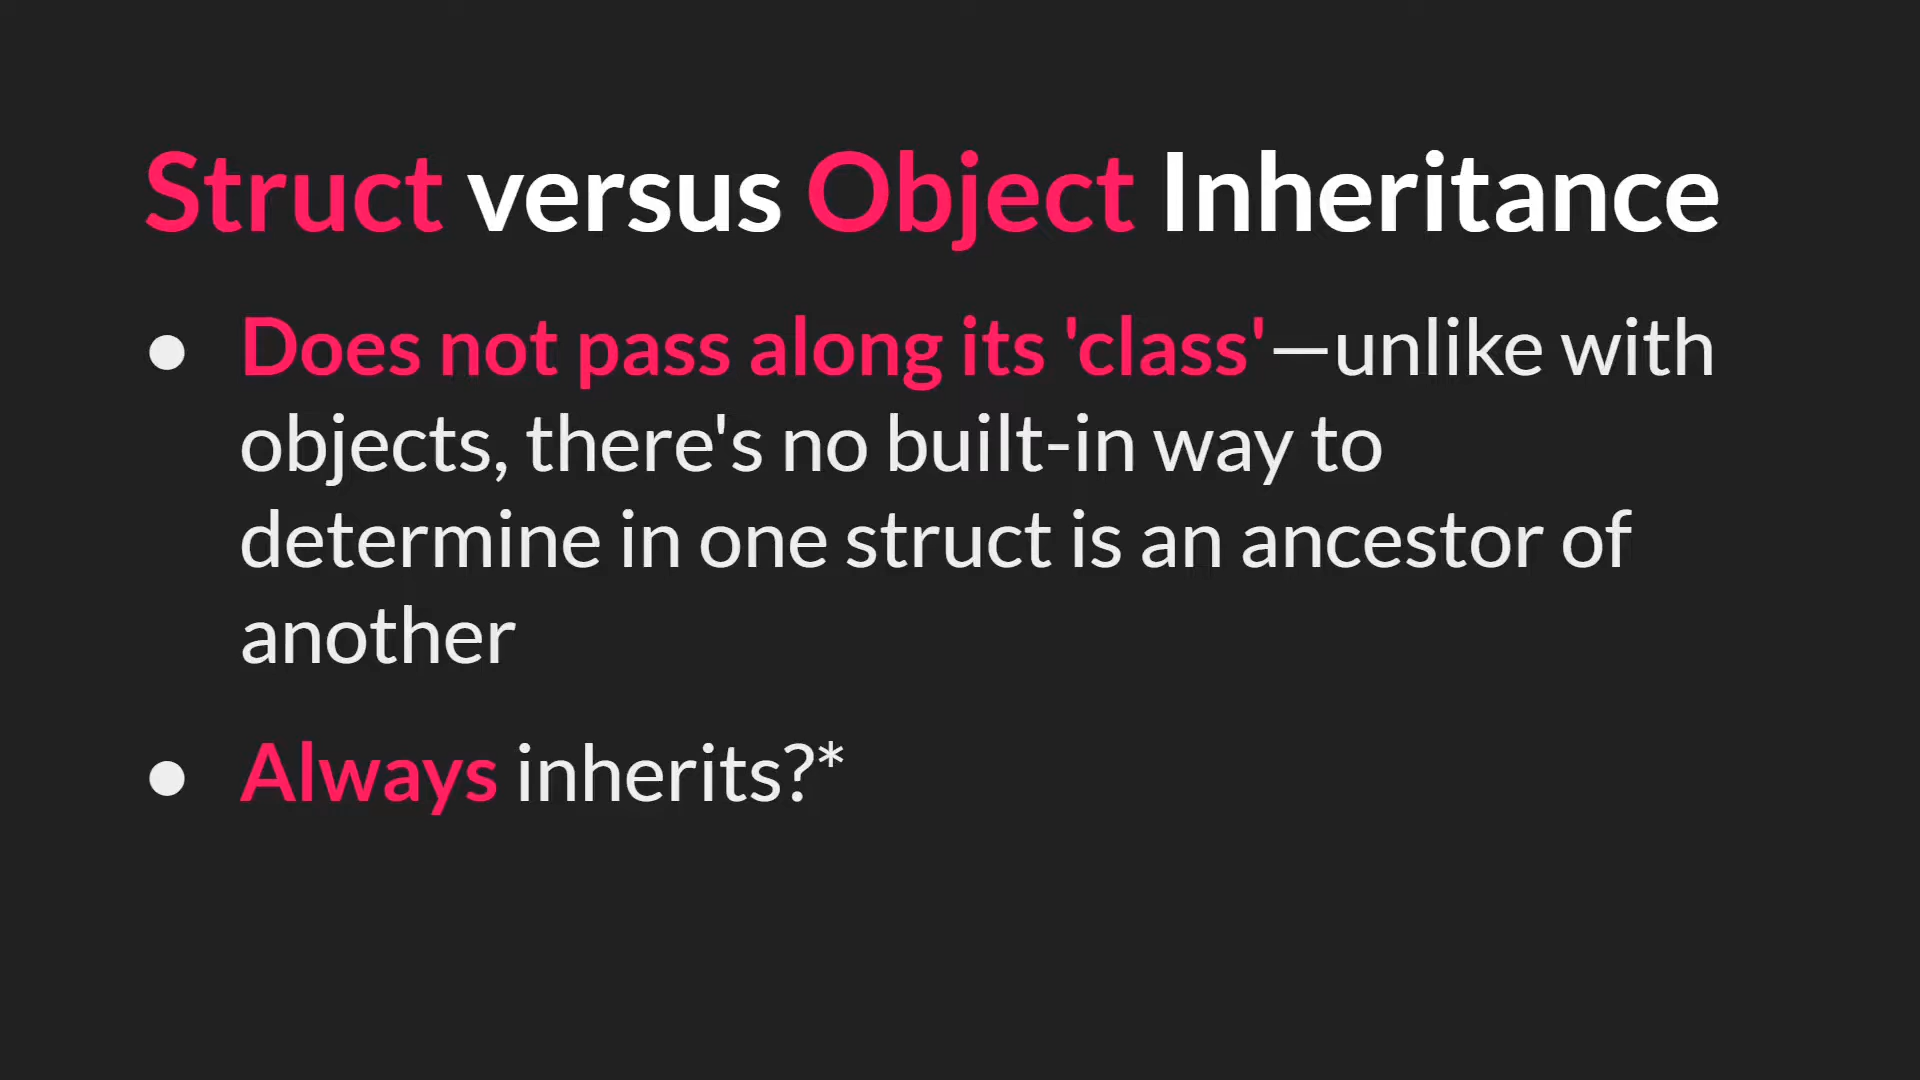 Struct versus Object Inheritance
● Does not pass along its 'class'—unlike with
objects, there's no built-in way to
determine in one struct is an ancestor of
another
● Always inherits?*